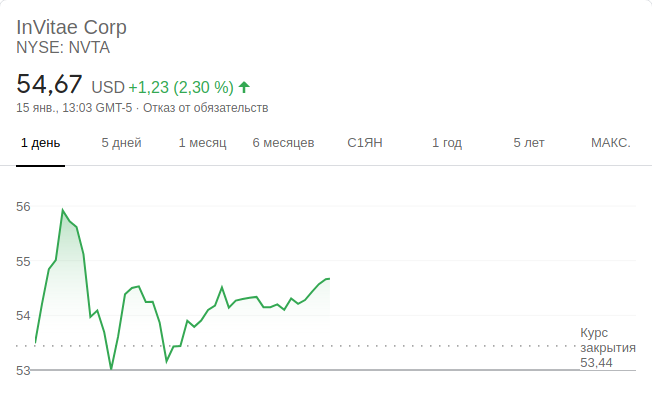 InVitae Corp
NYSE: NVTA
54,67 USD +1,23 (2,30 %)
15 янв., 13:03 GMT-5 · Отказ от обязательств
1 день 5 дней 1 месяц 6 месяцев С1ЯН 1 год 5 лет МАКС.
56
55
54
Курс
закрытия
53,44
53